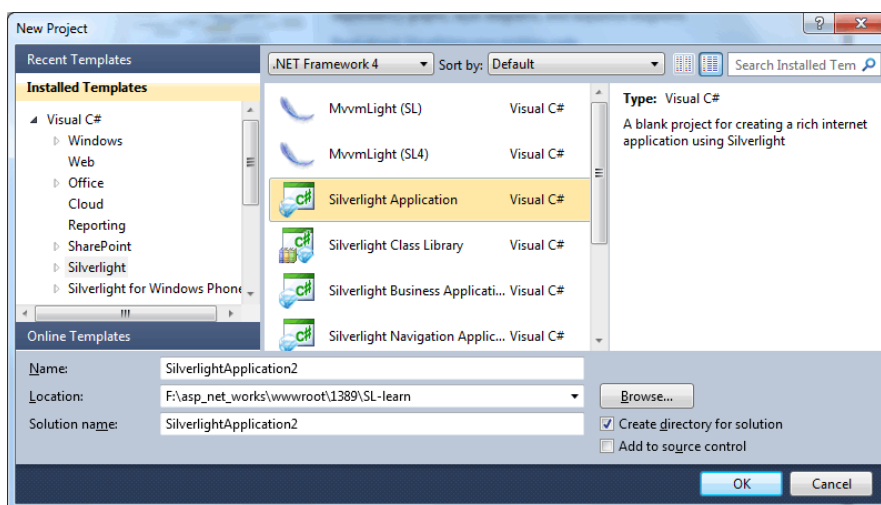 New Project
Recent Templates
Installed Templates
Visual C#
Windows
Web
Office
Cloud
Reporting
SharePoint
Silverlight
Silverlight for Windows Phone
Online Templates
.NET Framework 4
Sort by: Default
Search Installed Tem
MvvmLight (SL) Visual C#
MvvmLight (SL4) Visual C#
Silverlight Application Visual C#
Silverlight Class Library Visual C#
Silverlight Business Applicati... Visual C#
Silverlight Navigation Applic... Visual C#
Type: Visual C#
A blank project for creating a rich internet
application using Silverlight
Name: SilverlightApplication2
Location: F:\asp_net_works\wwwroot\1389\SL-learn
Browse...
Solution name: SilverlightApplication2
Create directory for solution
Add to source control
OK Cancel